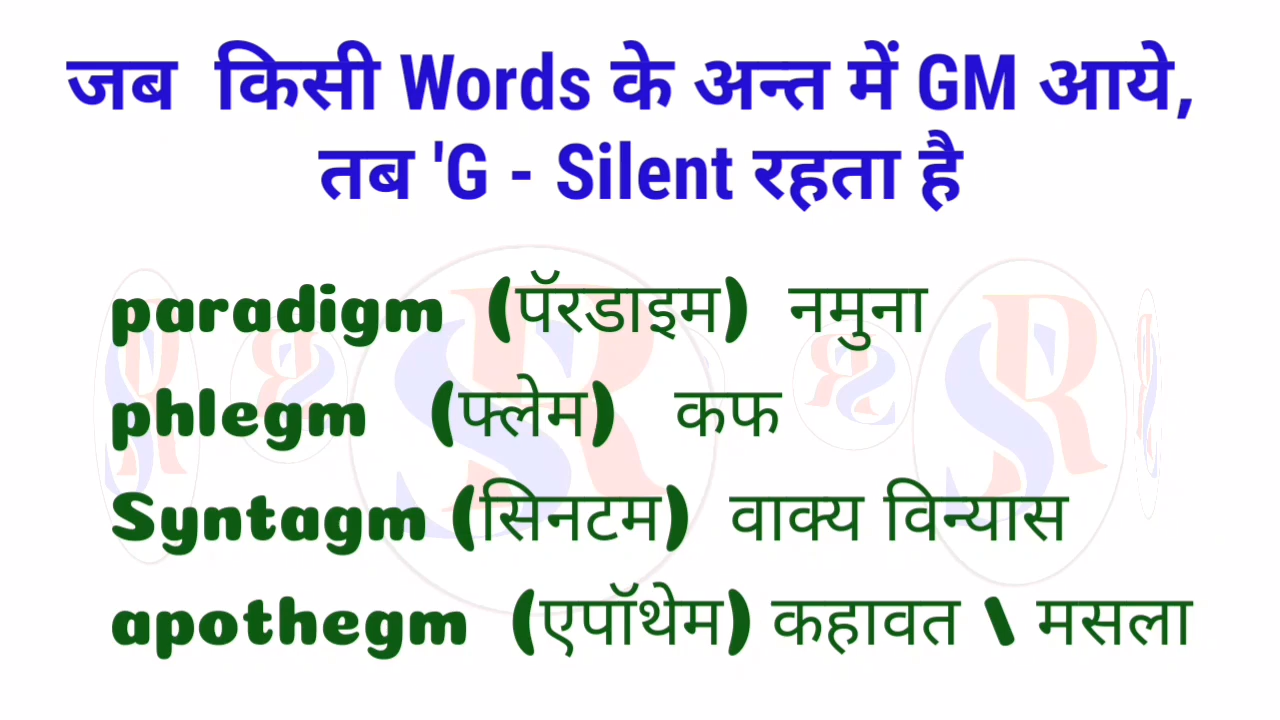 जब किसी Words के अन्त में GM आये,
तब 'G - Silent रहता है
paradigm (पॅरडाइम) नमुना
phlegm (फ्लेम) कफ
Syntagm (सिनटम) वाक्य विन्यास
apothegm (एपॉथेम) कहावत \ मसला